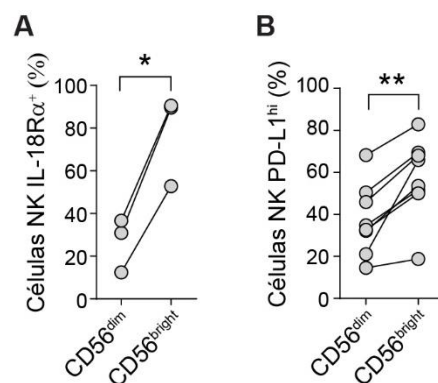 A
Células NK IL-18Rα⁺ (%)
100
80
60
40
20
0
*
CD56ᵈⁱᵐ
CD56ᵇʳⁱᵍʰᵗ
B
Células NK PD-L1ʰⁱ (%)
100
80
60
40
20
0
**
CD56ᵈⁱᵐ
CD56ᵇʳⁱᵍʰᵗ